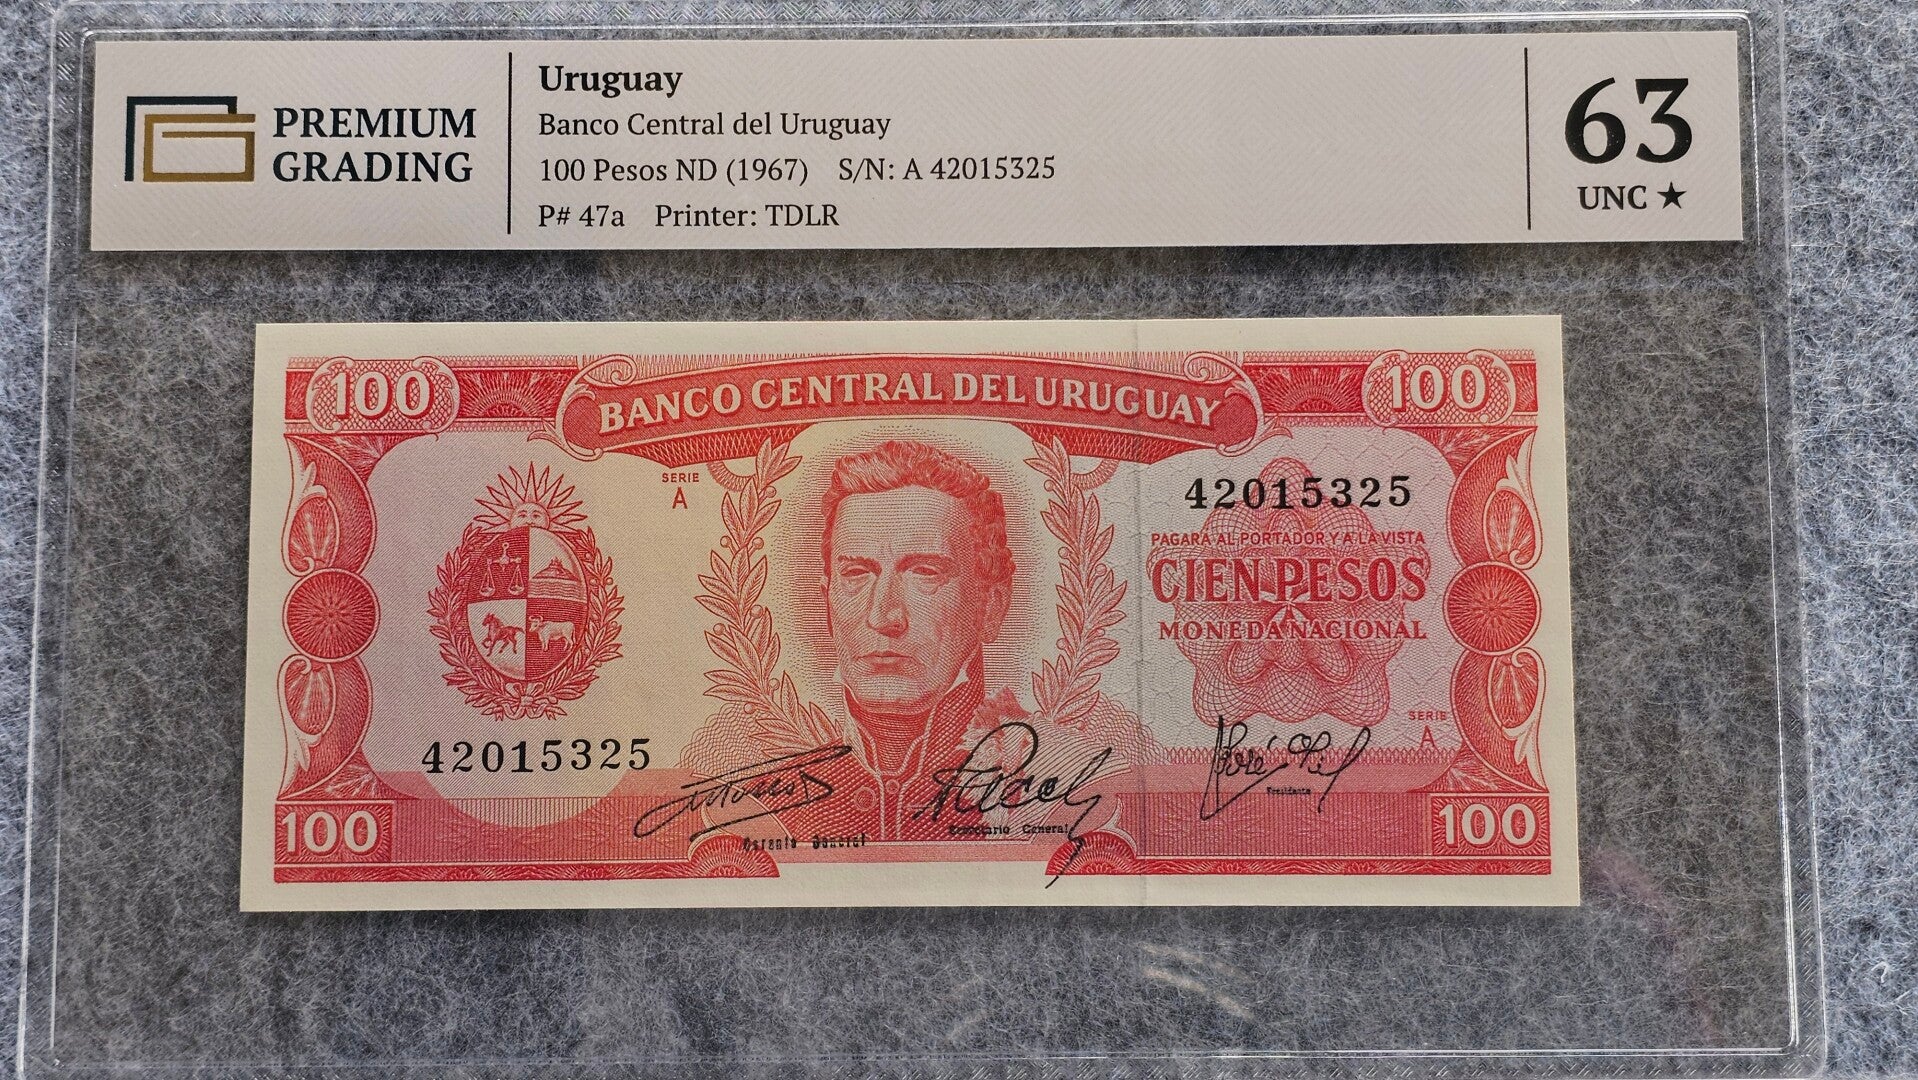 PREMIUM
GRADING
Uruguay
Banco Central del Uruguay
100 Pesos ND (1967) S/N: A 42015325
P# 47a Printer: TDLR
63
UNC ★
100
BANCO CENTRAL DEL URUGUAY
100
SERIE
A
42015325
PAGARA AL PORTADOR Y A LA VISTA
CIEN PESOS
MONEDA NACIONAL
SERIE
A
42015325
Presidente
Secretario General
Gerente General
100
100